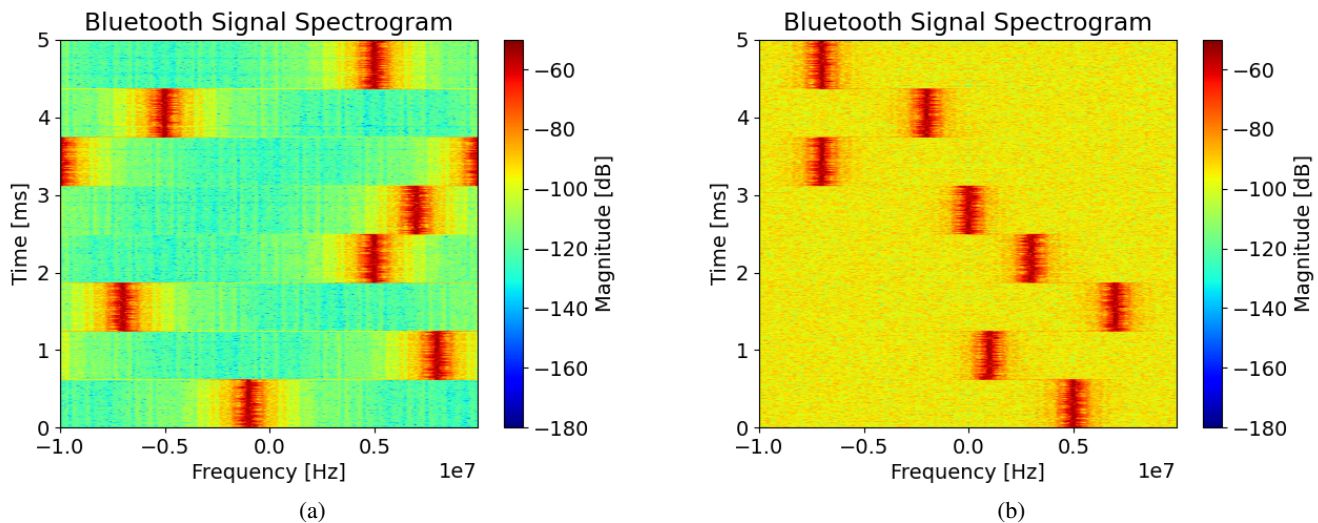 Bluetooth Signal Spectrogram
5
4
3
2
1
0
Time [ms]
−1.0 −0.5 0.0 0.5
Frequency [Hz] 1e7
−60
−80
−100
−120
−140
−160
−180
Magnitude [dB]
(a)
Bluetooth Signal Spectrogram
5
4
3
2
1
0
Time [ms]
−1.0 −0.5 0.0 0.5
Frequency [Hz] 1e7
−60
−80
−100
−120
−140
−160
−180
Magnitude [dB]
(b)